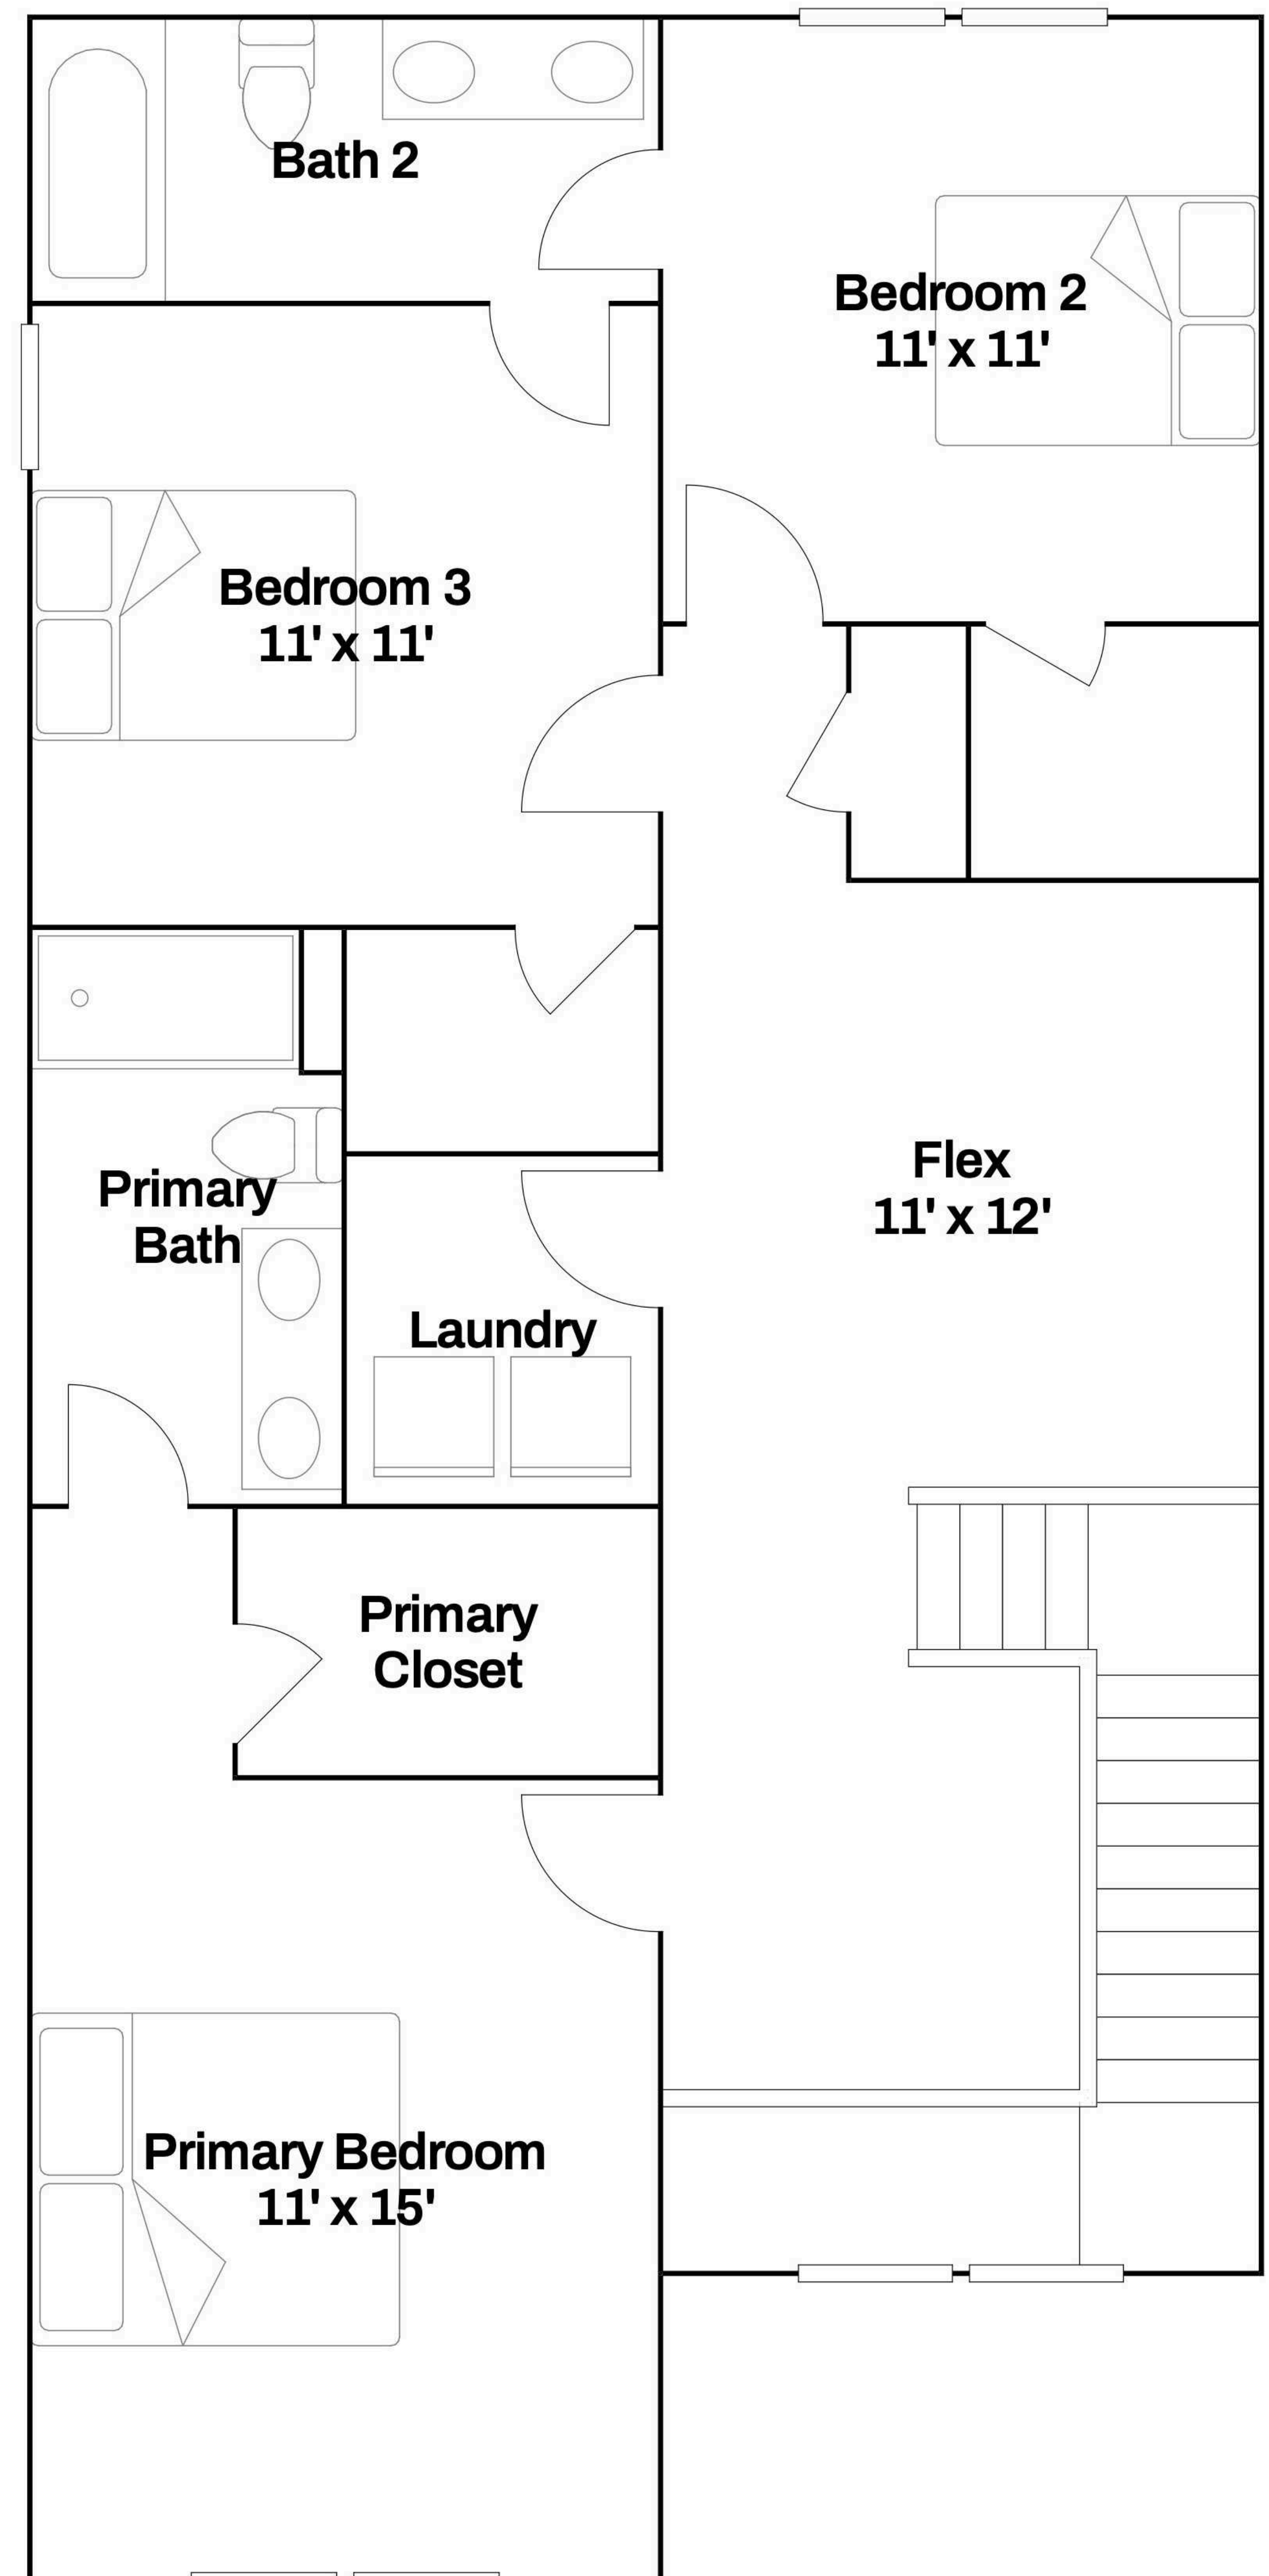 Bath 2
Bedroom 2
11' x 11'
Bedroom 3
11' x 11'
Flex
11' x 12'
Primary
Bath
Laundry
Primary
Closet
Primary Bedroom
11' x 15'